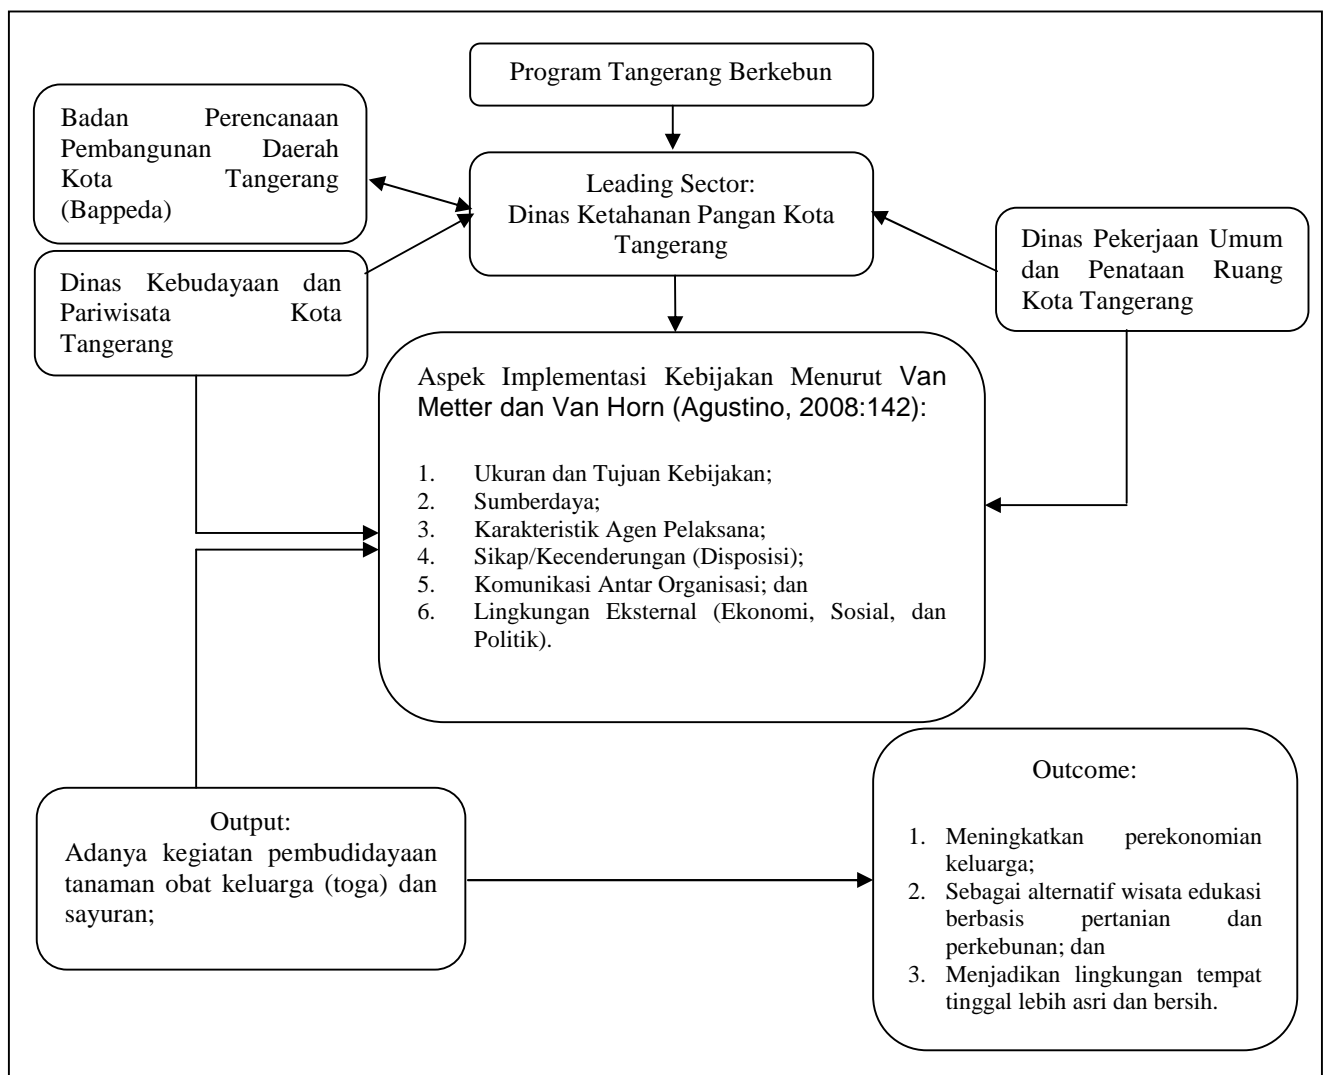 Program Tangerang Berkebun
Badan Perencanaan
Pembangunan Daerah
Kota Tangerang
(Bappeda)
Leading Sector:
Dinas Ketahanan Pangan Kota
Tangerang
Dinas Pekerjaan Umum
dan Penataan Ruang
Kota Tangerang
Dinas Kebudayaan dan
Pariwisata Kota
Tangerang
Aspek Implementasi Kebijakan Menurut Van
Metter dan Van Horn (Agustino, 2008:142):
1. Ukuran dan Tujuan Kebijakan;
2. Sumberdaya;
3. Karakteristik Agen Pelaksana;
4. Sikap/Kecenderungan (Disposisi);
5. Komunikasi Antar Organisasi; dan
6. Lingkungan Eksternal (Ekonomi, Sosial, dan
Politik).
Output:
Adanya kegiatan pembudidayaan
tanaman obat keluarga (toga) dan
sayuran;
Outcome:
1. Meningkatkan perekonomian
keluarga;
2. Sebagai alternatif wisata edukasi
berbasis pertanian dan
perkebunan; dan
3. Menjadikan lingkungan tempat
tinggal lebih asri dan bersih.